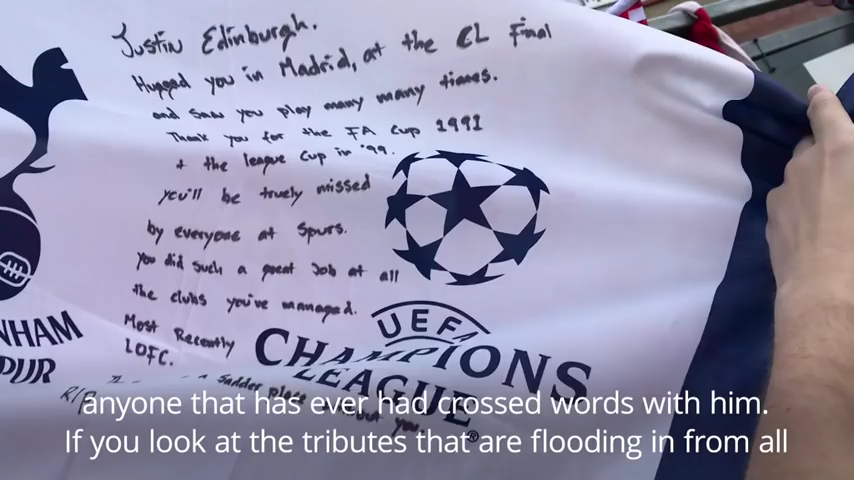 Justin Edinburgh.
Hugged you in Madrid, at the CL Final
and saw you play many many times.
Thank you for the FA Cup 1991
+ the league Cup in '99.
you'll be truely missed
by everyone at Spurs.
You did such a great Job at all
the clubs you've managed.
Most Recently
LOFC.
sadder place without you.
R/P
NHAM
PUR
UEFA
CHAMPIONS
LEAGUE®
anyone that has ever had crossed words with him.
If you look at the tributes that are flooding in from all